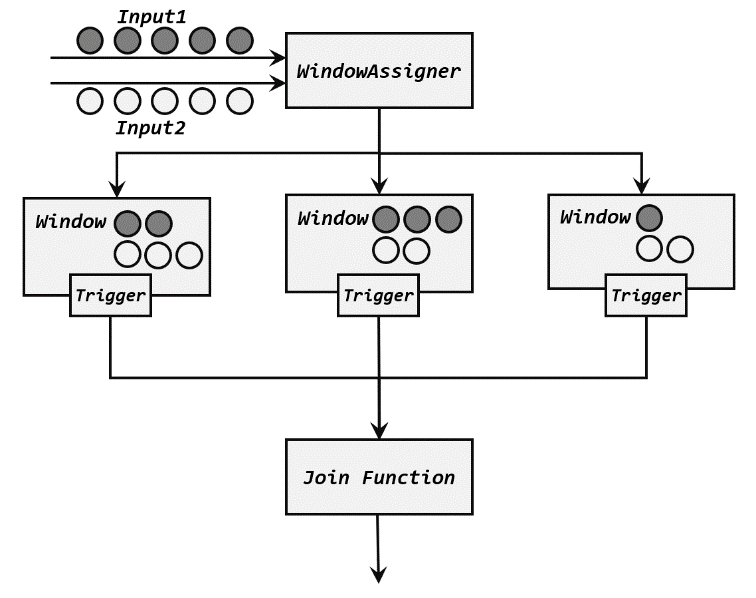 Input1
WindowAssigner
Input2
Window
Window
Window
Trigger
Trigger
Trigger
Join Function